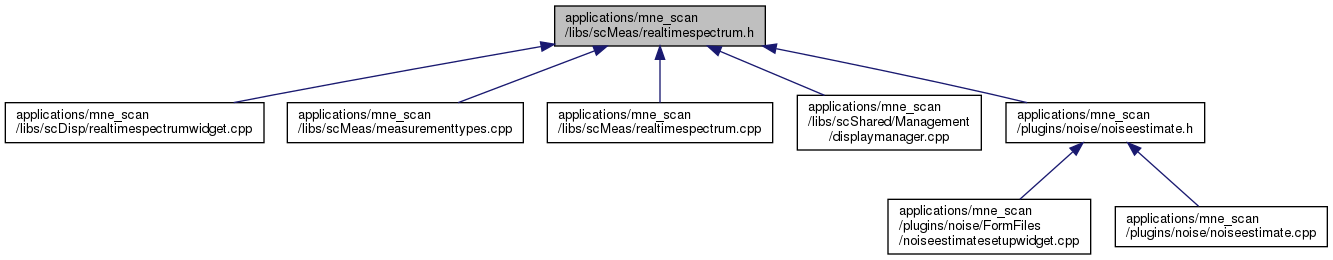 applications/mne_scan
/libs/scMeas/realtimespectrum.h
applications/mne_scan
/libs/scDisp/realtimespectrumwidget.cpp
applications/mne_scan
/libs/scMeas/measurementtypes.cpp
applications/mne_scan
/libs/scMeas/realtimespectrum.cpp
applications/mne_scan
/libs/scShared/Management
/displaymanager.cpp
applications/mne_scan
/plugins/noise/noiseestimate.h
applications/mne_scan
/plugins/noise/FormFiles
/noiseestimatesetupwidget.cpp
applications/mne_scan
/plugins/noise/noiseestimate.cpp